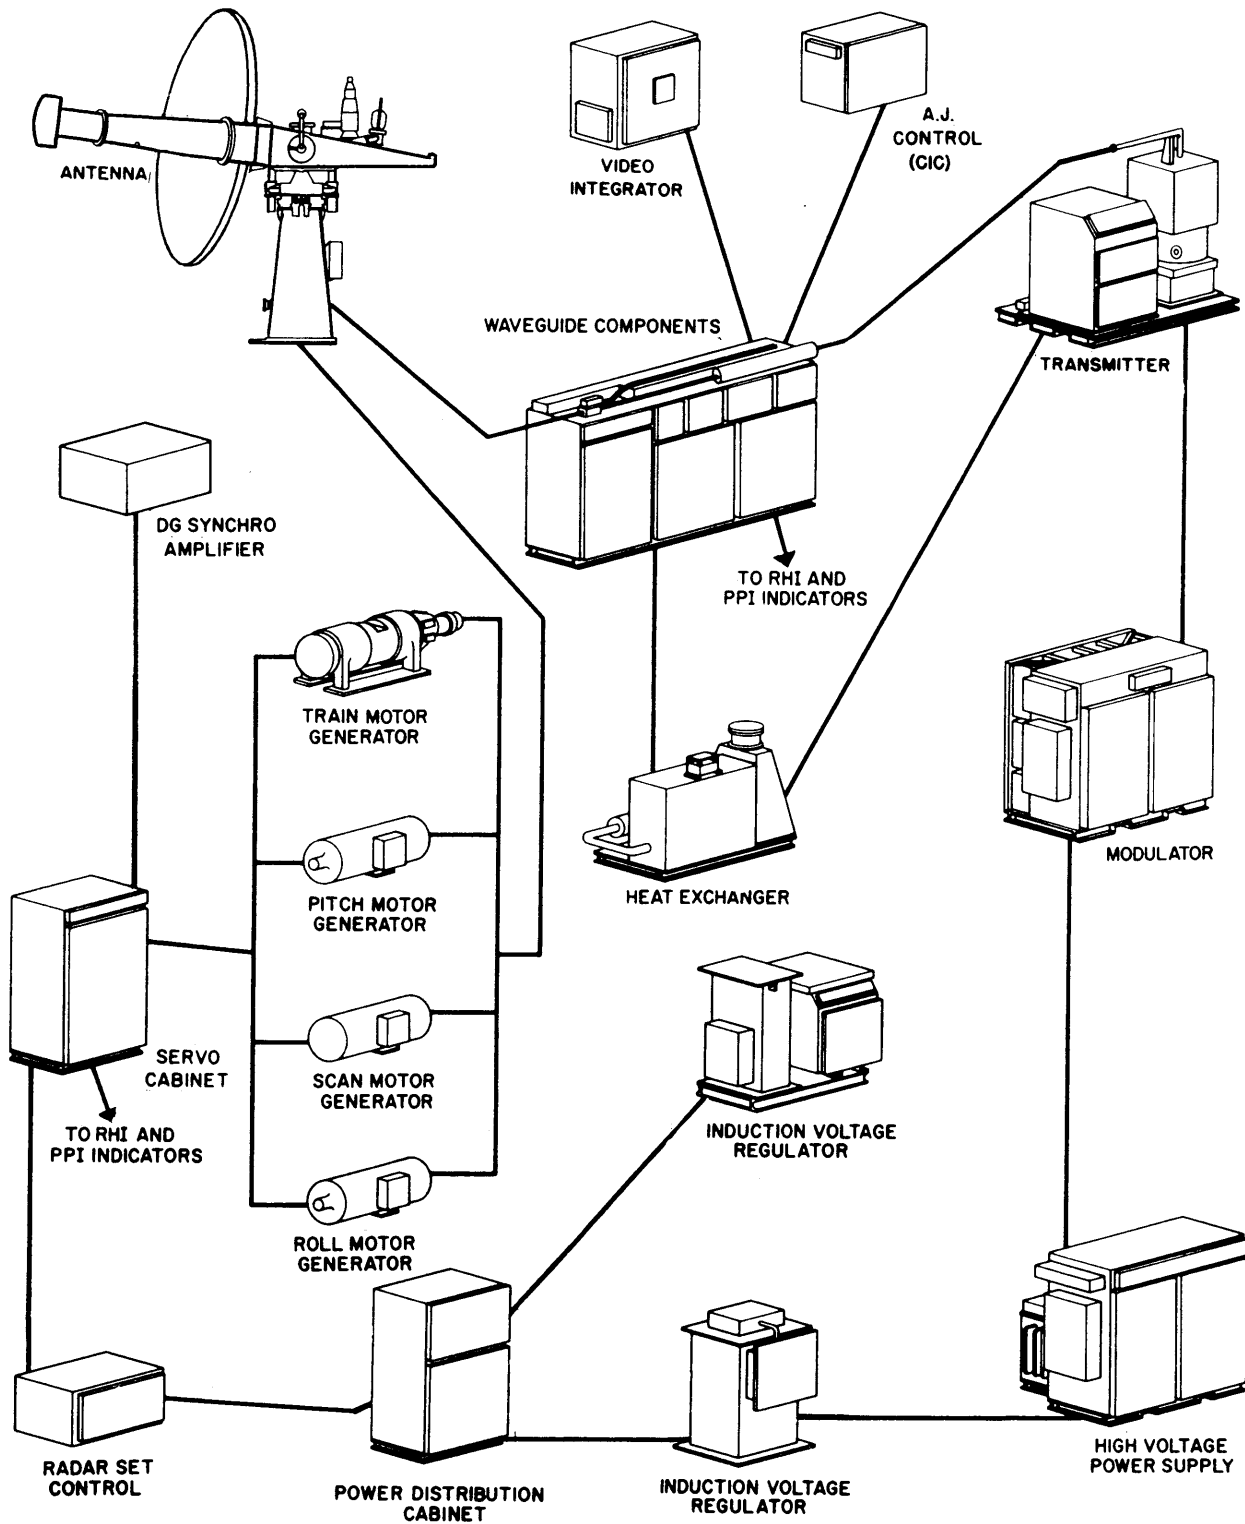 ANTENNA
VIDEO
INTEGRATOR
A.J.
CONTROL
(CIC)
WAVEGUIDE COMPONENTS
TRANSMITTER
DG SYNCHRO
AMPLIFIER
TO RHI AND
PPI INDICATORS
TRAIN MOTOR
GENERATOR
PITCH MOTOR
GENERATOR
HEAT EXCHANGER
MODULATOR
SERVO
CABINET
SCAN MOTOR
GENERATOR
TO RHI AND
PPI INDICATORS
INDUCTION VOLTAGE
REGULATOR
ROLL MOTOR
GENERATOR
RADAR SET
CONTROL
POWER DISTRIBUTION
CABINET
INDUCTION VOLTAGE
REGULATOR
HIGH VOLTAGE
POWER SUPPLY